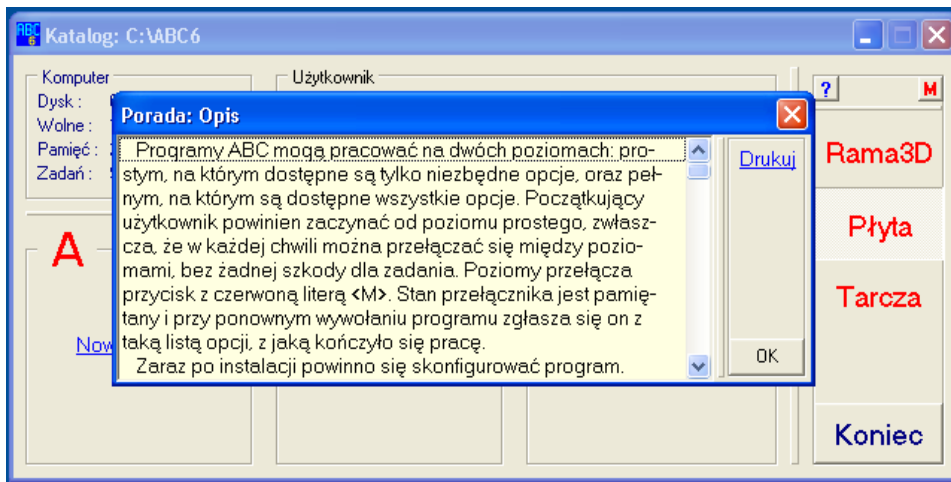 ABC 6 Katalog: C:\ABC6
Komputer
Użytkownik
Dysk :
Wolne :
Pamięć :
Zadań :
? M
Rama3D
Płyta
Tarcza
Koniec
A
Now
Porada: Opis
Programy ABC mogą pracować na dwóch poziomach: pro-
stym, na którym dostępne są tylko niezbędne opcje, oraz peł-
nym, na którym są dostępne wszystkie opcje. Początkujący
użytkownik powinien zaczynać od poziomu prostego, zwłasz-
cza, że w każdej chwili można przełączać się między pozio-
mami, bez żadnej szkody dla zadania. Poziomy przełącza
przycisk z czerwoną literą <M>. Stan przełącznika jest pamię-
tany i przy ponownym wywołaniu programu zgłasza się on z
taką listą opcji, z jaką kończyło się pracę.
Zaraz po instalacji powinno się skonfigurować program.
Drukuj
OK